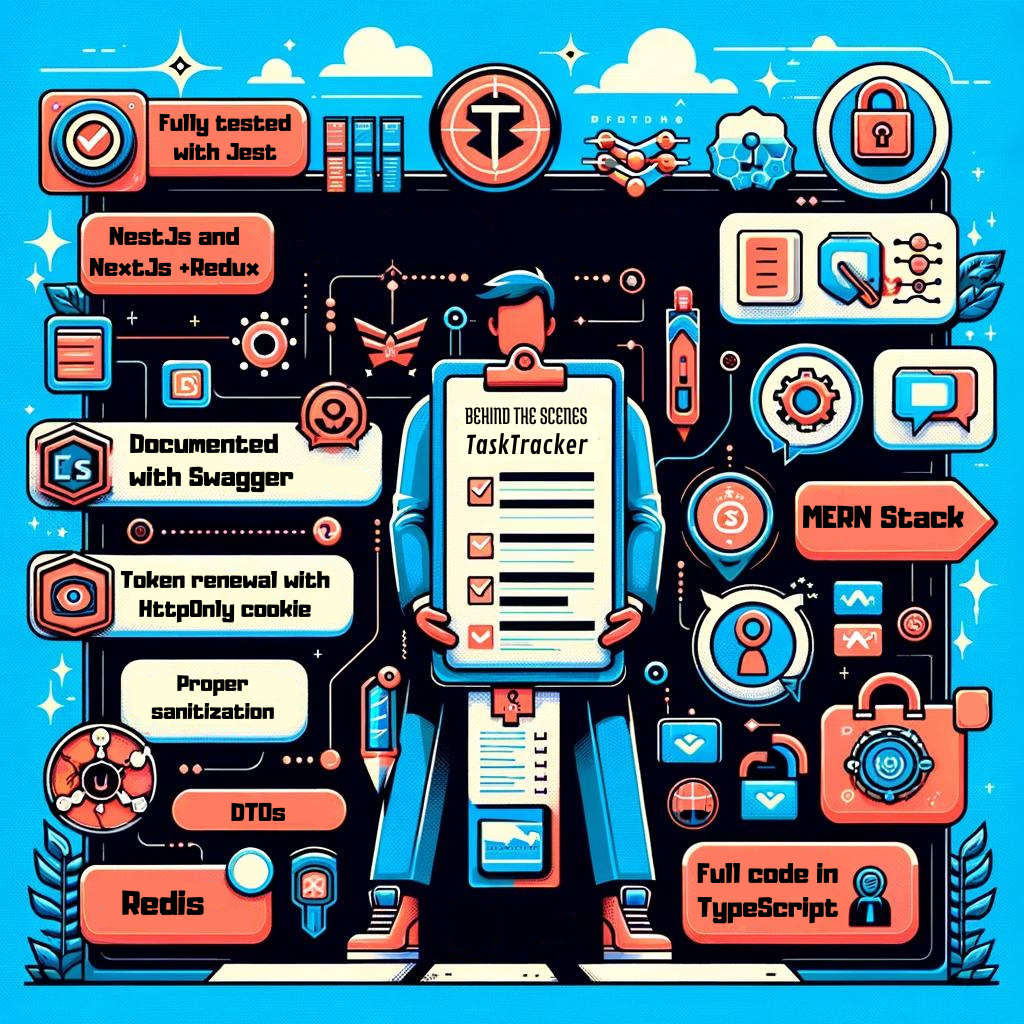 Fully tested
with Jest
NestJs and
NextJs +Redux
BEHIND THE SCENES
TaskTracker
Documented
with Swagger
MERN Stack
Token renewal with
HttpOnly cookie
Proper
sanitization
DTOs
Redis
Full code in
TypeScript